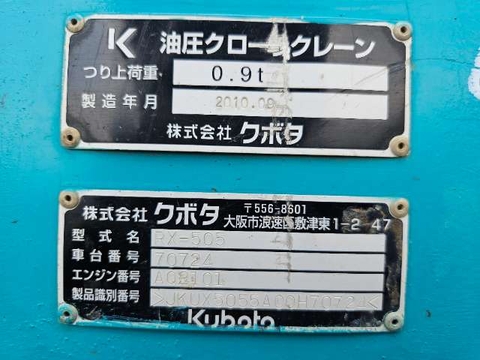 K 油圧クローラクレーン
つり上荷重 0.9t
製造年月 2010.09
株式会社 クボタ
株式会社 クボタ 〒556-8601
大阪市浪速区敷津東1-2-47
型式名 RX-505
車台番号 70724
エンジン番号
製品識別番号
Kubota